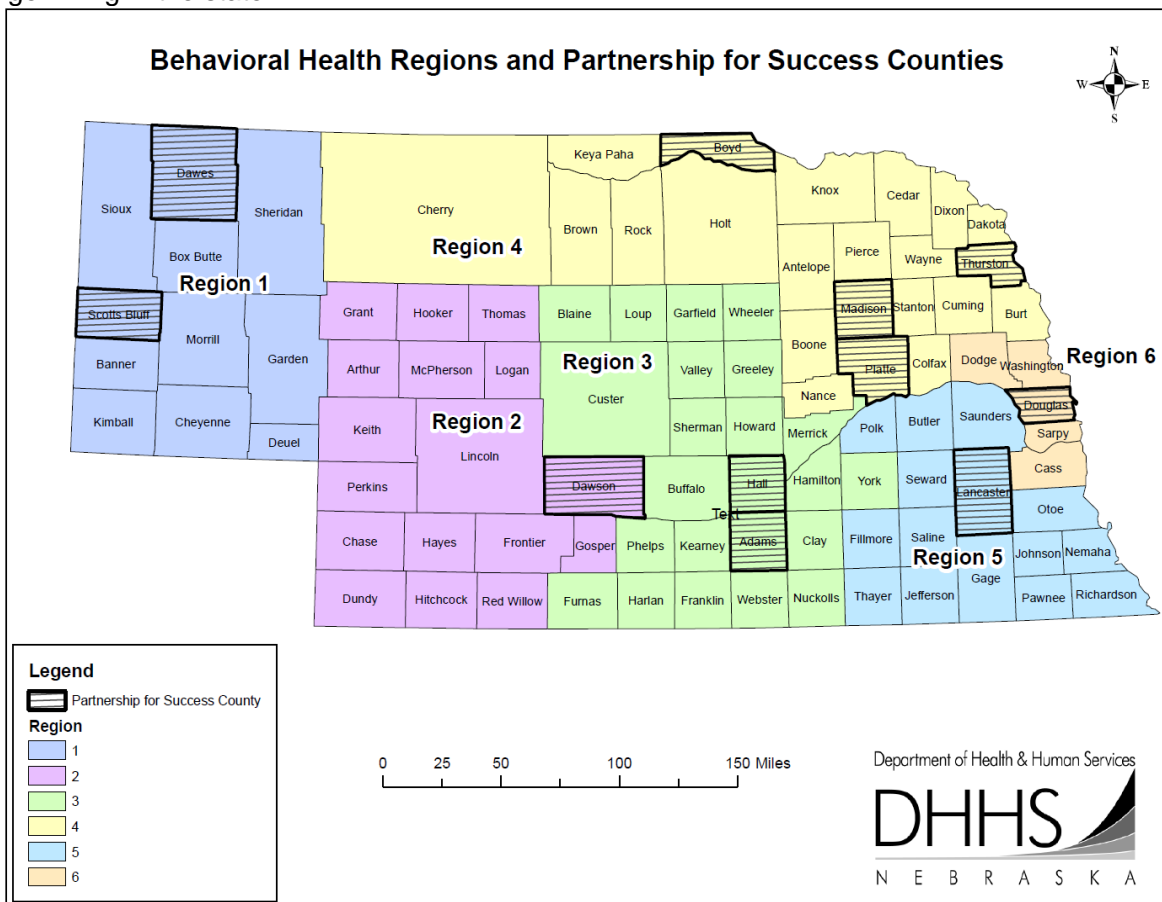 Behavioral Health Regions and Partnership for Success Counties
N
W E
S
Boyd
Keya Paha
Dawes
Knox
Cedar
Sioux
Sheridan
Cherry
Dixon
Dakota
Brown
Rock
Holt
Region 4
Box Butte
Pierce
Wayne
Thurston
Antelope
Region 1
Scotts Bluff
Grant
Hooker
Thomas
Blaine
Loup
Garfield
Wheeler
Madison
Stanton
Cuming
Burt
Morrill
Boone
Banner
Garden
Arthur
McPherson
Logan
Region 3
Valley
Greeley
Platte
Colfax
Dodge
Washington
Region 6
Custer
Nance
Douglas
Kimball
Cheyenne
Keith
Region 2
Sherman
Howard
Merrick
Polk
Butler
Saunders
Sarpy
Deuel
Lincoln
Perkins
Dawson
Buffalo
Hall
Hamilton
York
Seward
Lancaster
Cass
Text
Otoe
Chase
Hayes
Frontier
Gosper
Phelps
Kearney
Adams
Clay
Fillmore
Saline
Region 5
Johnson
Nemaha
Gage
Dundy
Hitchcock
Red Willow
Furnas
Harlan
Franklin
Webster
Nuckolls
Thayer
Jefferson
Pawnee
Richardson
Legend
Partnership for Success County
Region
1
2
3
4
5
6
0 25 50 100 150 Miles
Department of Health & Human Services
DHHS
NEBRASKA